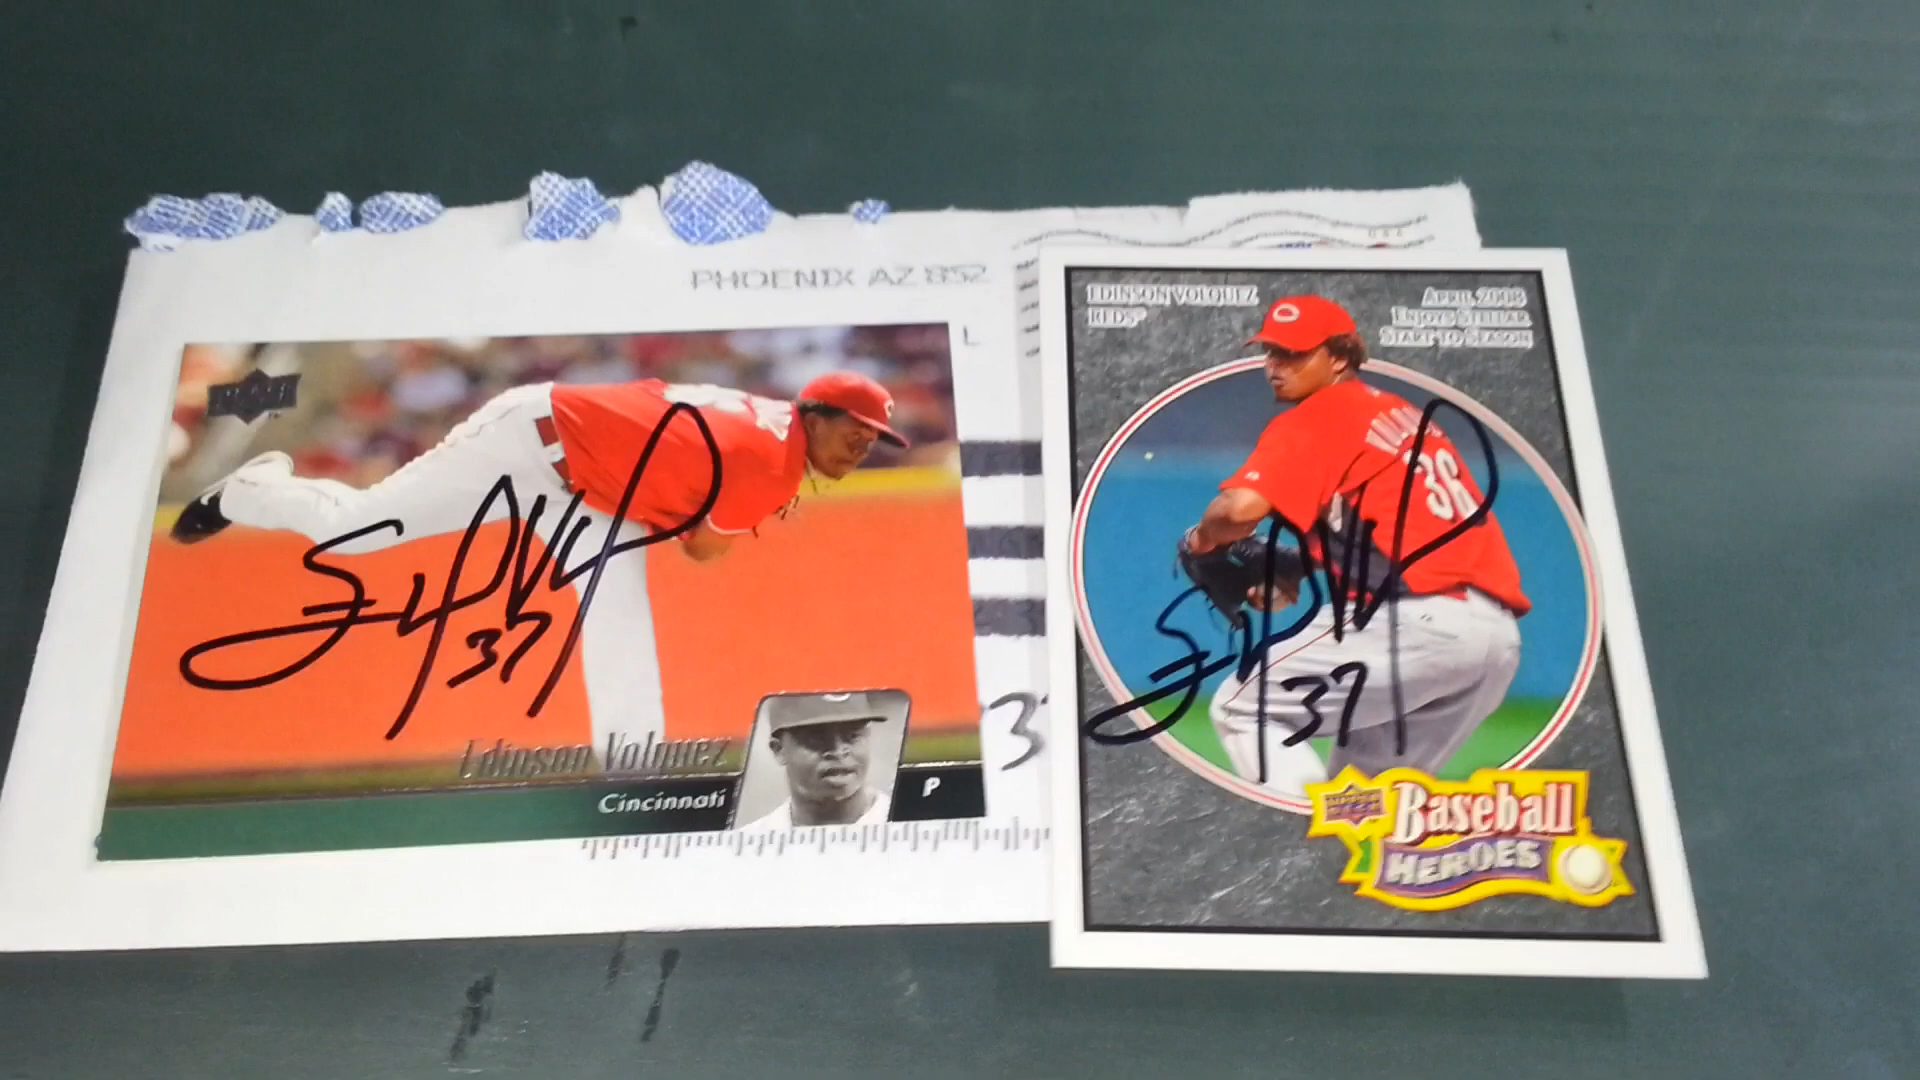 PHOENIX AZ 852
L
37
Edinson Volquez
Cincinnati
P
3
EDINSON VOLQUEZ
REDS
APRIL 2008
ENJOYS STELLAR
START TO SEASON
36
37
Baseball
HEROES